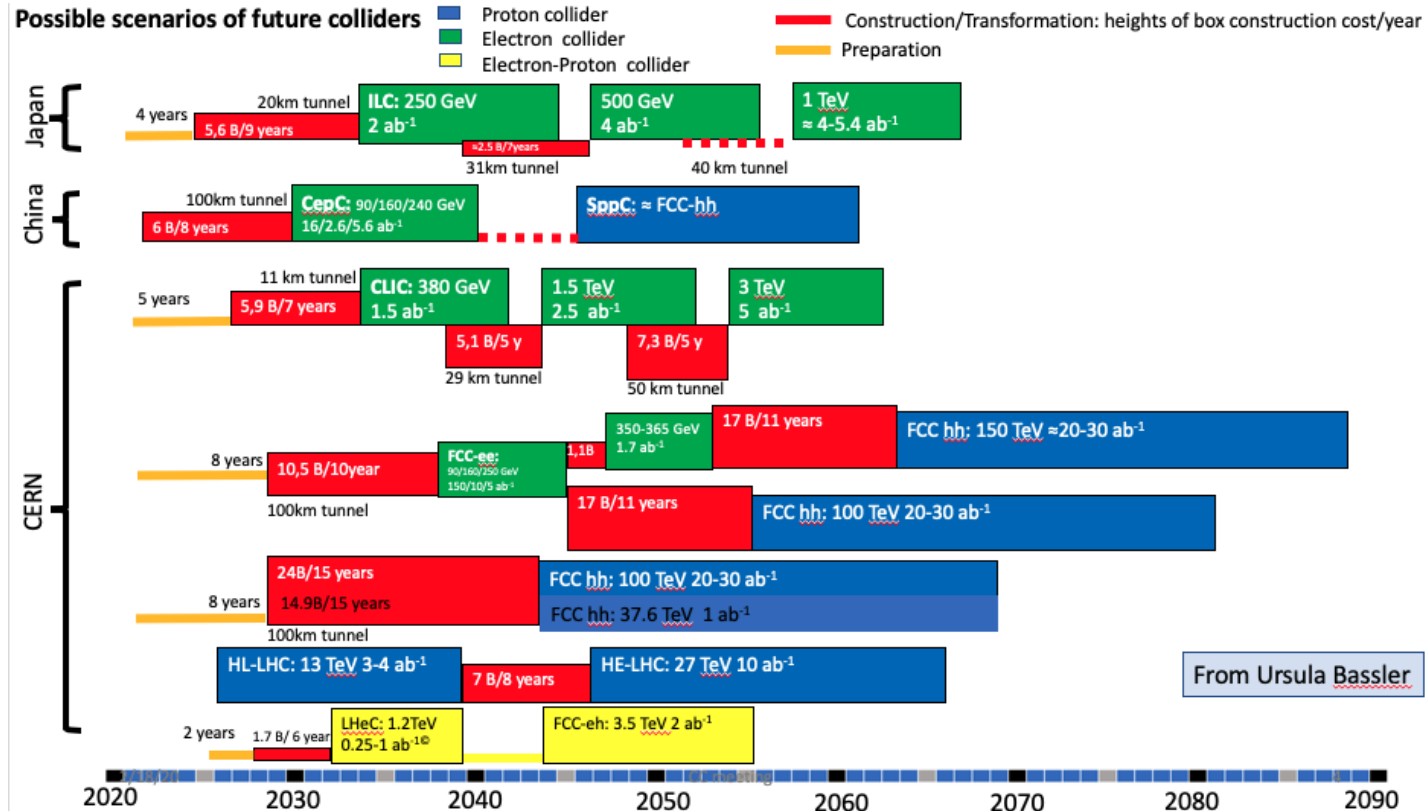 Possible scenarios of future colliders
Proton collider
Electron collider
Electron-Proton collider
Construction/Transformation: heights of box construction cost/year
Preparation
Japan
4 years
20km tunnel
5,6 B/9 years
ILC: 250 GeV
2 ab⁻¹
≈2.5 B/7years
31km tunnel
500 GeV
4 ab⁻¹
40 km tunnel
1 TeV
≈ 4-5.4 ab⁻¹
China
100km tunnel
6 B/8 years
CepC: 90/160/240 GeV
16/2.6/5.6 ab⁻¹
SppC: ≈ FCC-hh
CERN
5 years
11 km tunnel
5,9 B/7 years
CLIC: 380 GeV
1.5 ab⁻¹
5,1 B/5 y
29 km tunnel
1.5 TeV
2.5 ab⁻¹
7,3 B/5 y
50 km tunnel
3 TeV
5 ab⁻¹
8 years
10,5 B/10year
100km tunnel
FCC-ee:
90/160/250 GeV
150/10/5 ab⁻¹
1,1B
350-365 GeV
1.7 ab⁻¹
17 B/11 years
FCC hh: 150 TeV ≈20-30 ab⁻¹
17 B/11 years
FCC hh: 100 TeV 20-30 ab⁻¹
8 years
24B/15 years
14.9B/15 years
100km tunnel
FCC hh: 100 TeV 20-30 ab⁻¹
FCC hh: 37.6 TeV 1 ab⁻¹
HL-LHC: 13 TeV 3-4 ab⁻¹
7 B/8 years
HE-LHC: 27 TeV 10 ab⁻¹
From Ursula Bassler
2 years
1.7 B/ 6 year
LHeC: 1.2TeV
0.25-1 ab⁻¹©
FCC-eh: 3.5 TeV 2 ab⁻¹
CC meeting
2020
2030
2040
2050
2060
2070
2080
2090